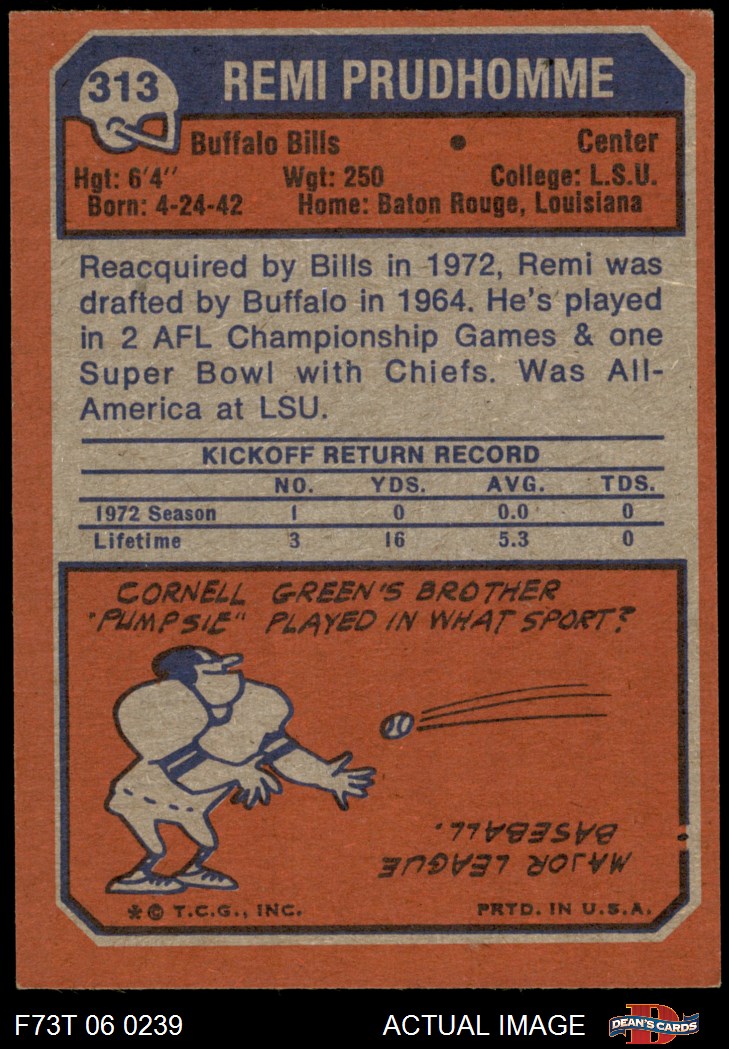 313
REMI PRUDHOMME
Buffalo Bills • Center
Hgt: 6'4" Wgt: 250 College: L.S.U.
Born: 4-24-42 Home: Baton Rouge, Louisiana
Reacquired by Bills in 1972, Remi was
drafted by Buffalo in 1964. He's played
in 2 AFL Championship Games & one
Super Bowl with Chiefs. Was All-
America at LSU.
KICKOFF RETURN RECORD
NO. YDS. AVG. TDS.
1972 Season 1 0 0.0 0
Lifetime 3 16 5.3 0
CORNELL GREEN'S BROTHER
"PUMPSIE" PLAYED IN WHAT SPORT?
MAJOR LEAGUE
BASEBALL.
* © T.C.G., INC. PRTD. IN U.S.A.
F73T 06 0239 ACTUAL IMAGE
D
DEAN'S CARDS